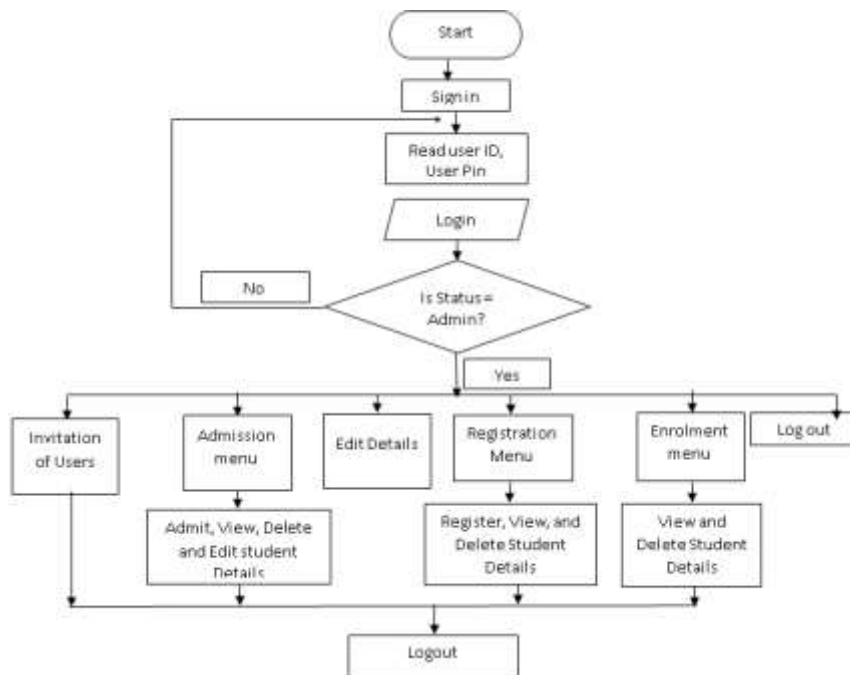 Start
Sign in
Read user ID,
User Pin
Login
No
Is Status =
Admin?
Yes
Invitation
of Users
Admission
menu
Edit Details
Registration
Menu
Enrolment
menu
Log out
Admit, View, Delete
and Edit student
Details
Register, View, and
Delete Student
Details
View and
Delete Student
Details
Logout